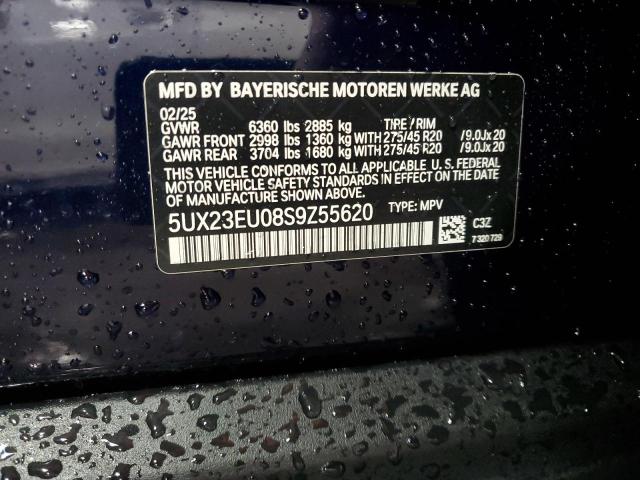 MFD BY BAYERISCHE MOTOREN WERKE AG
02/25
GVWR 6360 lbs 2885 kg TIRE / RIM
GAWR FRONT 2998 lbs 1360 kg WITH 275/45 R20 /9.0Jx20
GAWR REAR 3704 lbs 1680 kg WITH 275/45 R20 /9.0Jx20
THIS VEHICLE CONFORMS TO ALL APPLICABLE U.S. FEDERAL
MOTOR VEHICLE SAFETY STANDARDS IN EFFECT ON THE DATE
OF MANUFACTURE SHOWN ABOVE.
5UX23EU08S9Z55620 TYPE: MPV
C3Z
7 320 729